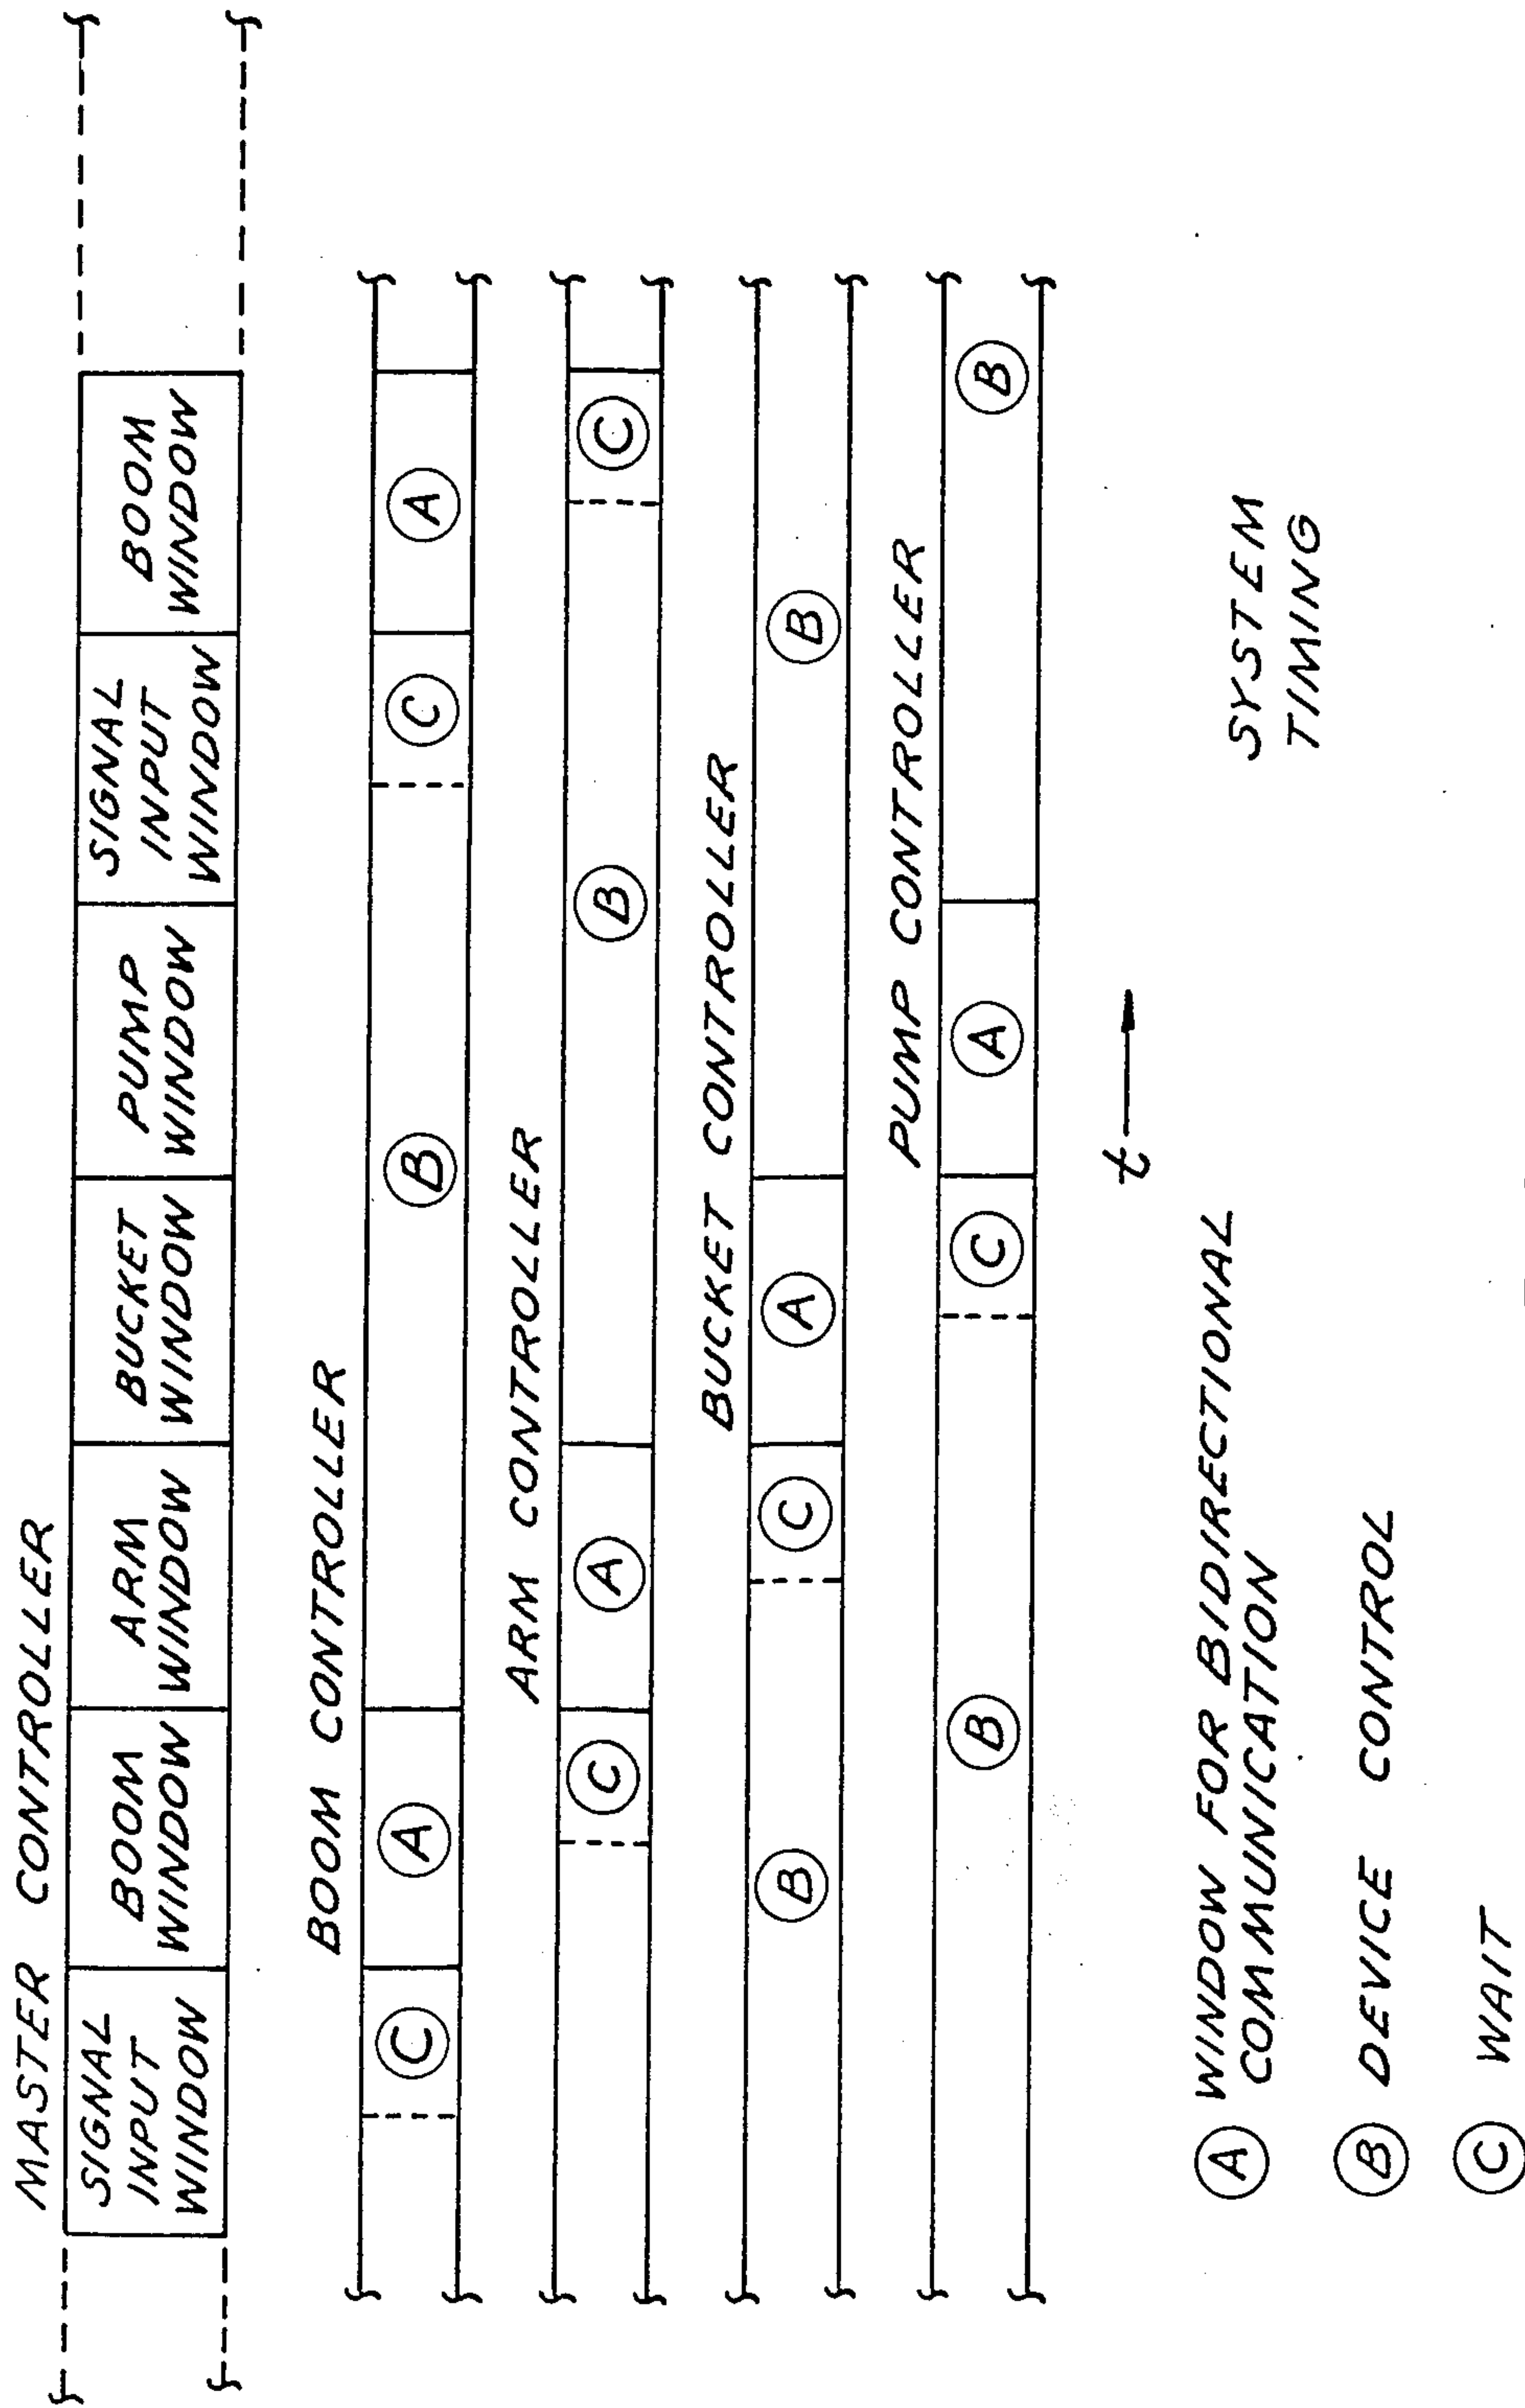 MASTER CONTROLLER
SIGNAL
INPUT
WINDOW
BOOM
WINDOW
ARM
WINDOW
BUCKET
WINDOW
PUMP
WINDOW
SIGNAL
INPUT
WINDOW
BOOM
WINDOW
BOOM CONTROLLER
C
A
B
C
A
ARM CONTROLLER
C
A
B
C
BUCKET CONTROLLER
B
C
A
B
PUMP CONTROLLER
B
C
A
B
t
SYSTEM
TIMING
A WINDOW FOR BIDIRECTIONAL
COMMUNICATION
B DEVICE CONTROL
C WAIT